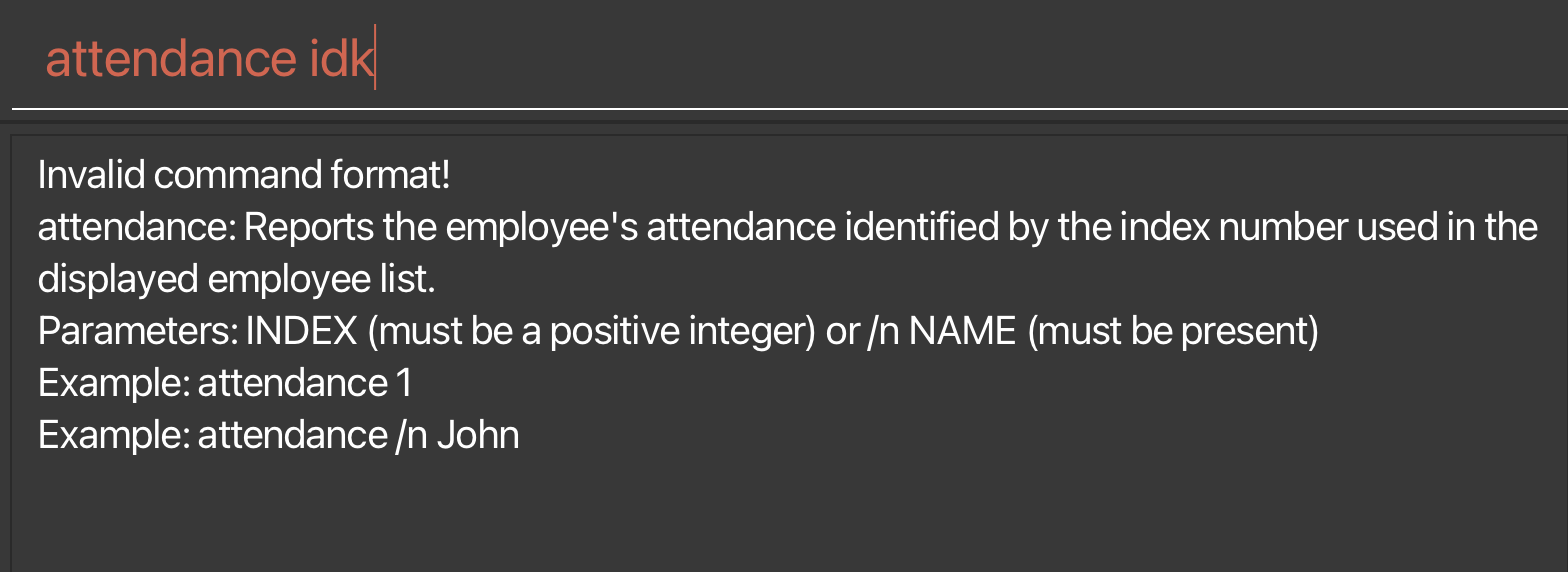 attendance idk
Invalid command format!
attendance: Reports the employee's attendance identified by the index number used in the
displayed employee list.
Parameters: INDEX (must be a positive integer) or /n NAME (must be present)
Example: attendance 1
Example: attendance /n John